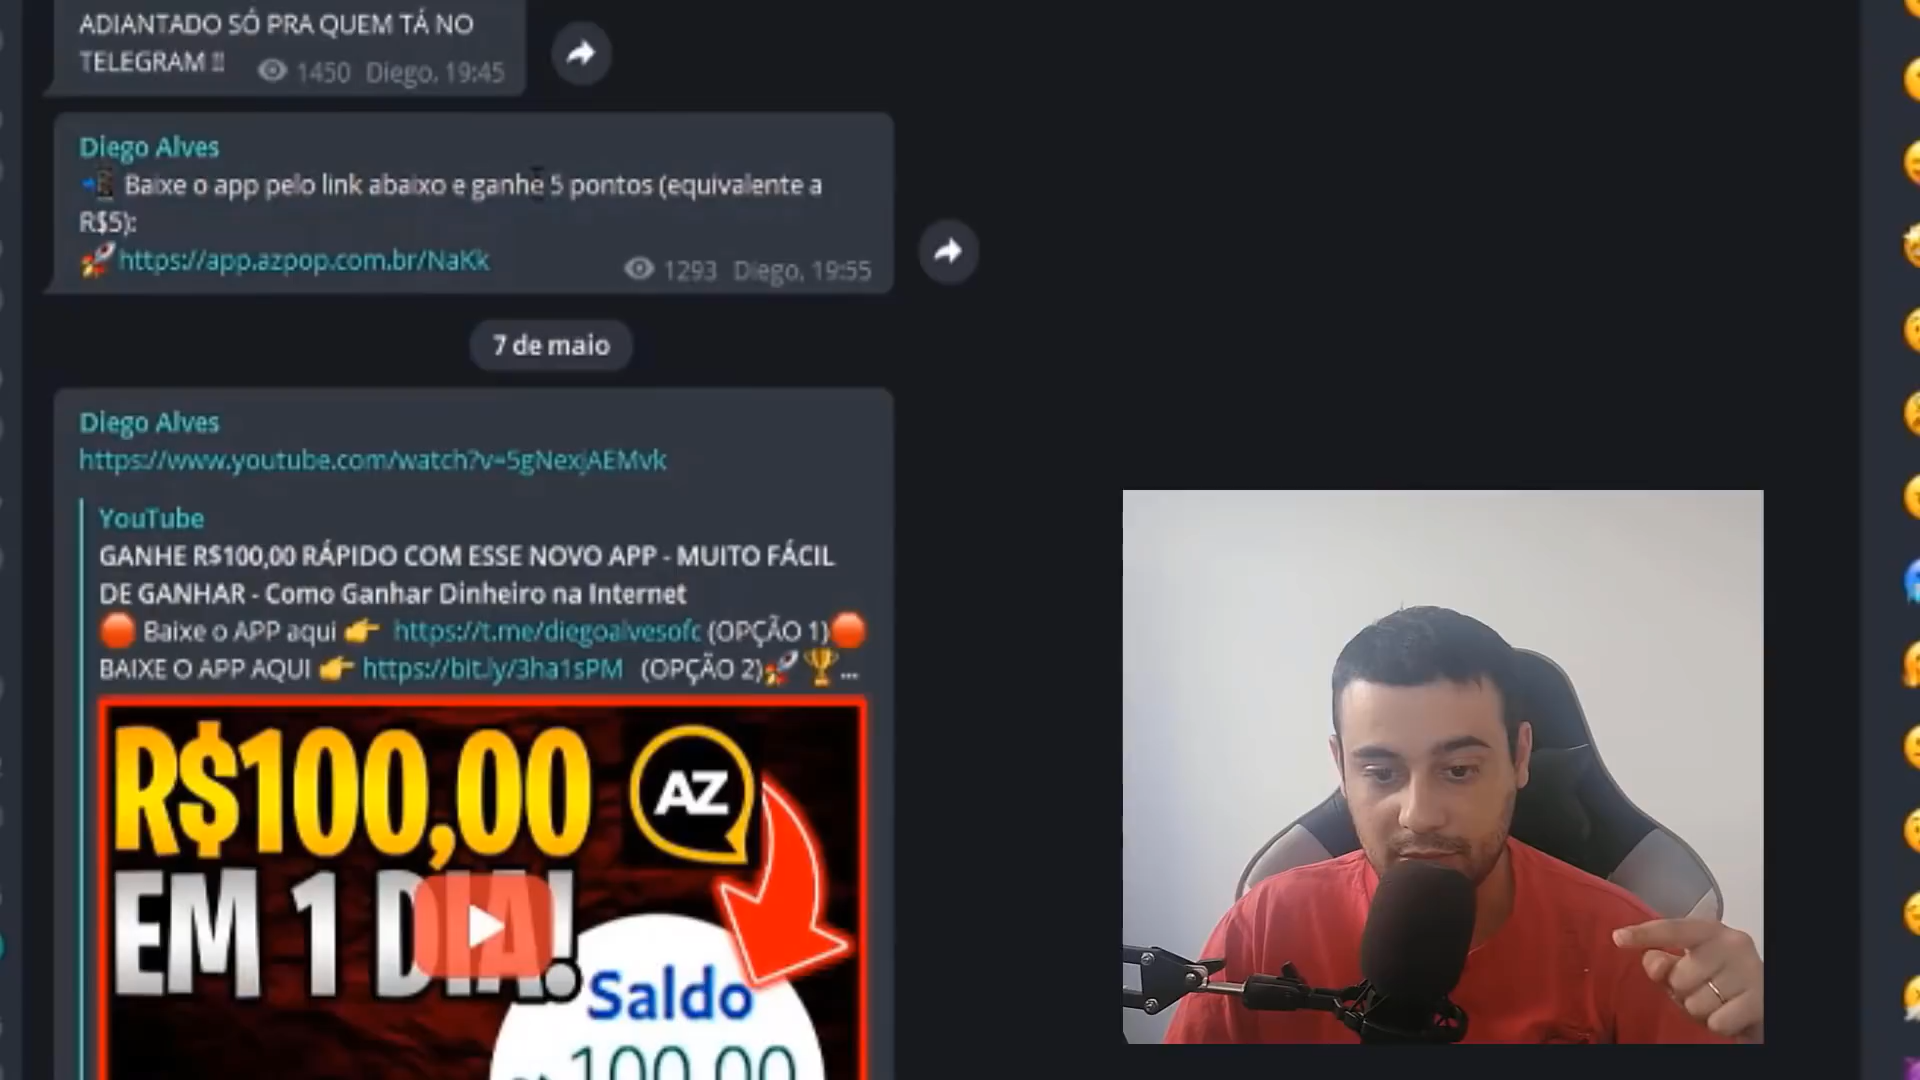 ADIANTADO SÓ PRA QUEM TÁ NO
TELEGRAM !! 1450 Diego, 19:45
Diego Alves
Baixe o app pelo link abaixo e ganhe 5 pontos (equivalente a
R$5):
https://app.azpop.com.br/NaKk 1293 Diego, 19:55
7 de maio
Diego Alves
https://www.youtube.com/watch?v=5gNexjAEMvk
YouTube
GANHE R$100,00 RÁPIDO COM ESSE NOVO APP - MUITO FÁCIL
DE GANHAR - Como Ganhar Dinheiro na Internet
Baixe o APP aqui https://t.me/diegoalvesofc (OPÇÃO 1)
BAIXE O APP AQUI https://bit.ly/3ha1sPM (OPÇÃO 2) ...
R$100,00
AZ
EM 1 DIA!
Saldo
100,00